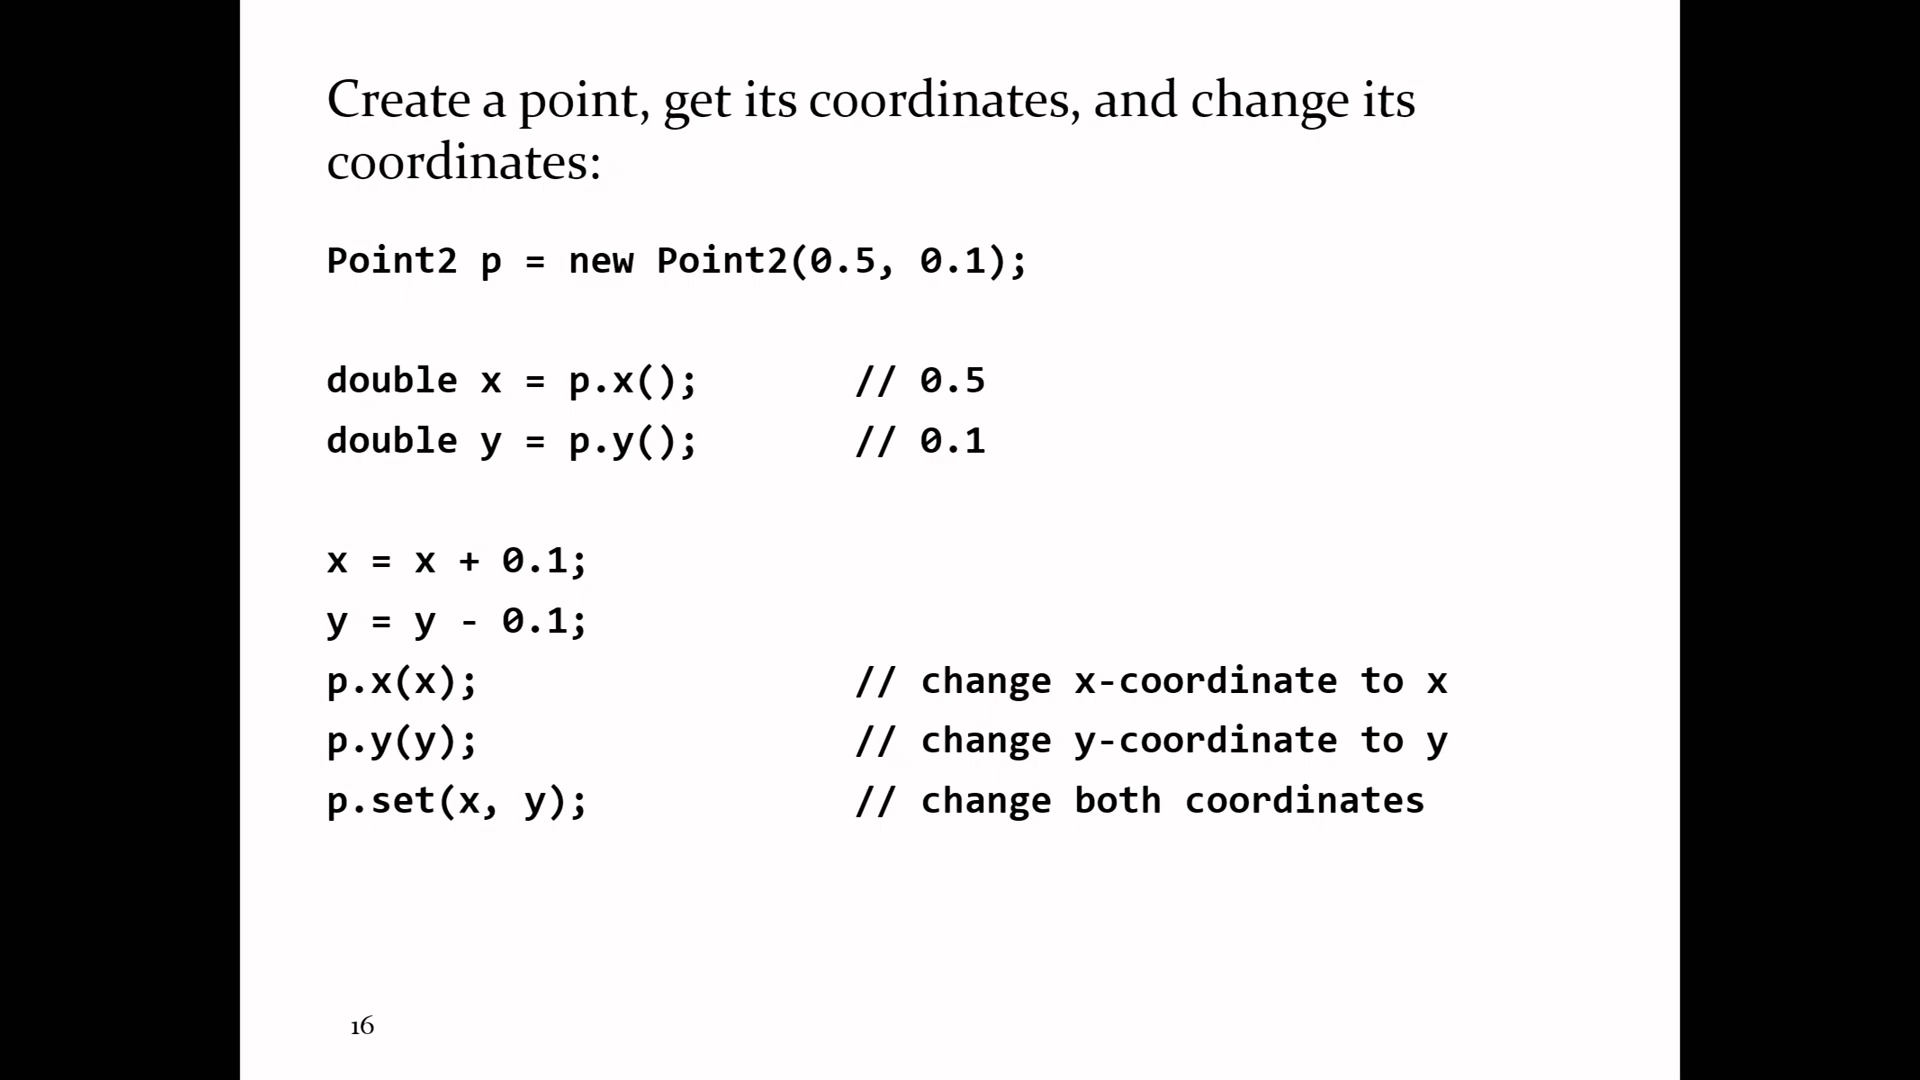 Create a point, get its coordinates, and change its
coordinates:
Point2 p = new Point2(0.5, 0.1);
double x = p.x(); // 0.5
double y = p.y(); // 0.1
x = x + 0.1;
y = y - 0.1;
p.x(x); // change x-coordinate to x
p.y(y); // change y-coordinate to y
p.set(x, y); // change both coordinates
16